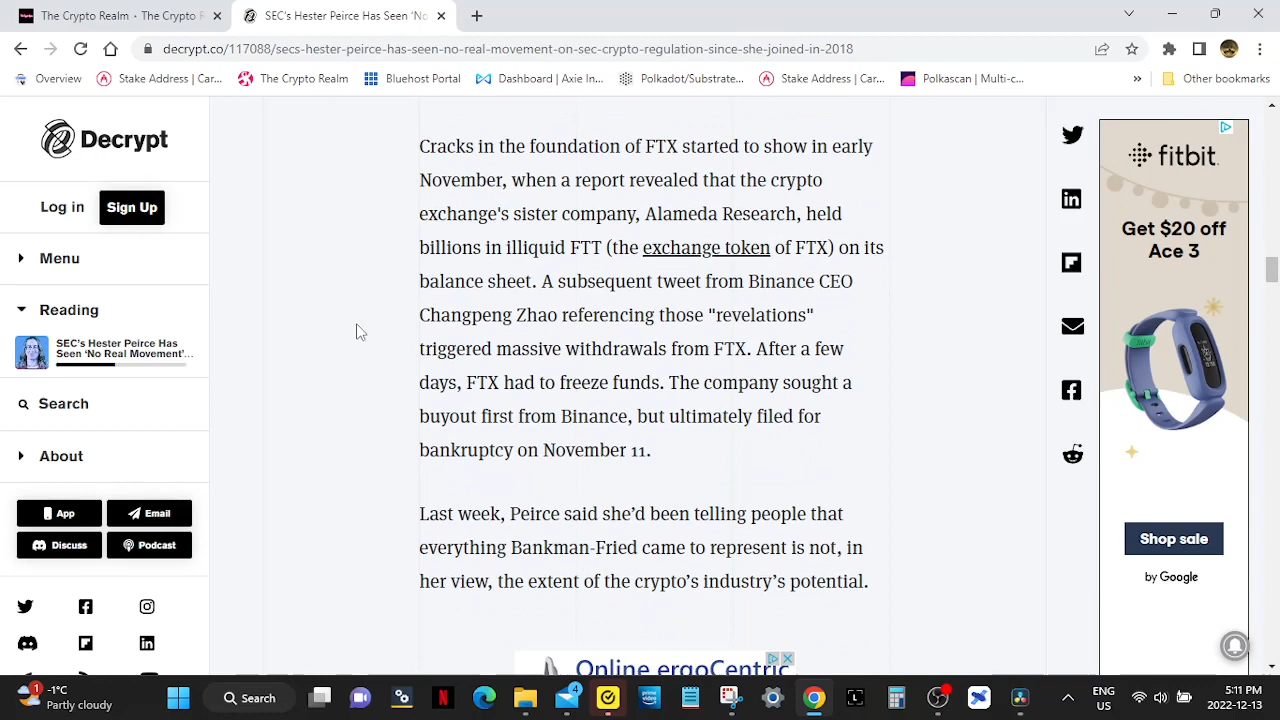 The Crypto Realm • The Crypto R
SEC's Hester Peirce Has Seen 'No
decrypt.co/117088/secs-hester-peirce-has-seen-no-real-movement-on-sec-crypto-regulation-since-she-joined-in-2018
Overview
Stake Address | Car...
The Crypto Realm
Bluehost Portal
Dashboard | Axie In...
Polkadot/Substrate...
Stake Address | Car...
Polkascan | Multi-c...
»
Other bookmarks
Decrypt
Log in
Sign Up
Menu
Reading
SEC's Hester Peirce Has
Seen 'No Real Movement'...
Search
About
App
Email
Discuss
Podcast
Cracks in the foundation of FTX started to show in early
November, when a report revealed that the crypto
exchange's sister company, Alameda Research, held
billions in illiquid FTT (the exchange token of FTX) on its
balance sheet. A subsequent tweet from Binance CEO
Changpeng Zhao referencing those "revelations"
triggered massive withdrawals from FTX. After a few
days, FTX had to freeze funds. The company sought a
buyout first from Binance, but ultimately filed for
bankruptcy on November 11.
Last week, Peirce said she’d been telling people that
everything Bankman-Fried came to represent is not, in
her view, the extent of the crypto’s industry’s potential.
Online ergoCentric
fitbit
Get $20 off
Ace 3
Shop sale
by Google
1
-1°C
Partly cloudy
Search
4
prime video
ENG
CMS
5:11 PM
2022-12-13